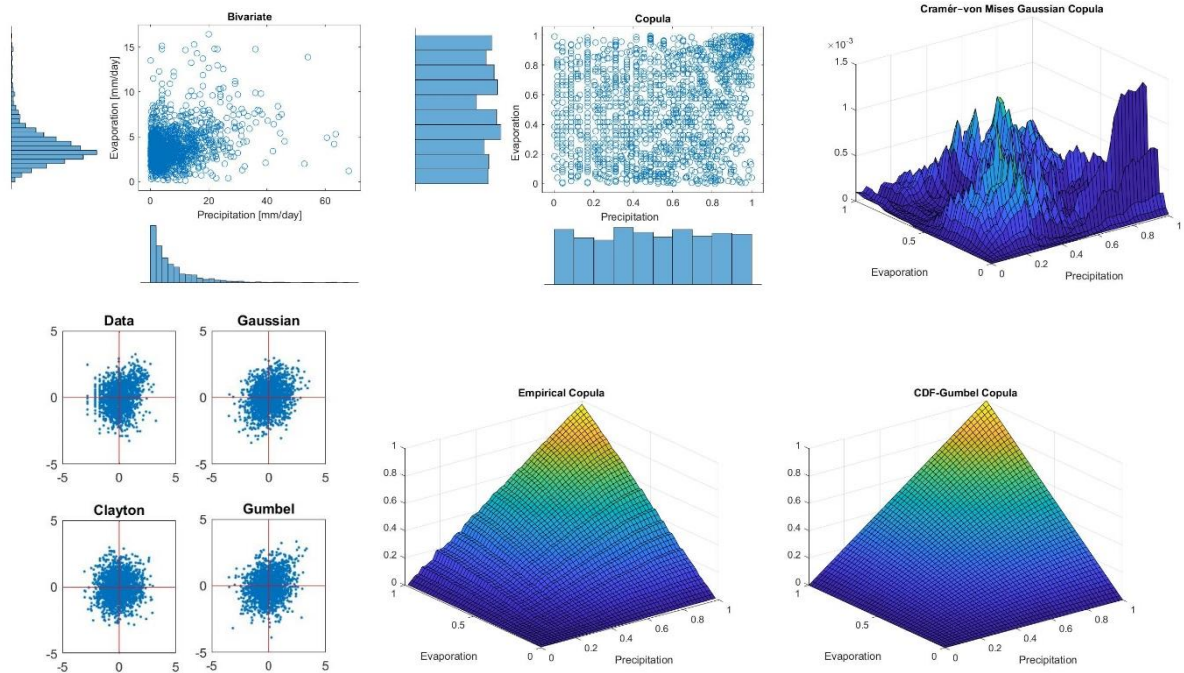 Bivariate
Evaporation [mm/day]
15
10
5
0
0 20 40 60
Precipitation [mm/day]
Copula
Evaporation
1
0.8
0.6
0.4
0.2
0
0 0.2 0.4 0.6 0.8 1
Precipitation
Cramér–von Mises Gaussian Copula
×10⁻³
1.5
1
0.5
0
1
0.5
0
Evaporation
0
0.2
0.4
0.6
0.8
1
Precipitation
Data
5
0
-5
-5 0 5
Gaussian
5
0
-5
-5 0 5
Clayton
5
0
-5
-5 0 5
Gumbel
5
0
-5
-5 0 5
Empirical Copula
1
0.8
0.6
0.4
0.2
0
1
0.5
0
Evaporation
0
0.2
0.4
0.6
0.8
1
Precipitation
CDF-Gumbel Copula
1
0.8
0.6
0.4
0.2
0
1
0.5
0
Evaporation
0
0.2
0.4
0.6
0.8
1
Precipitation